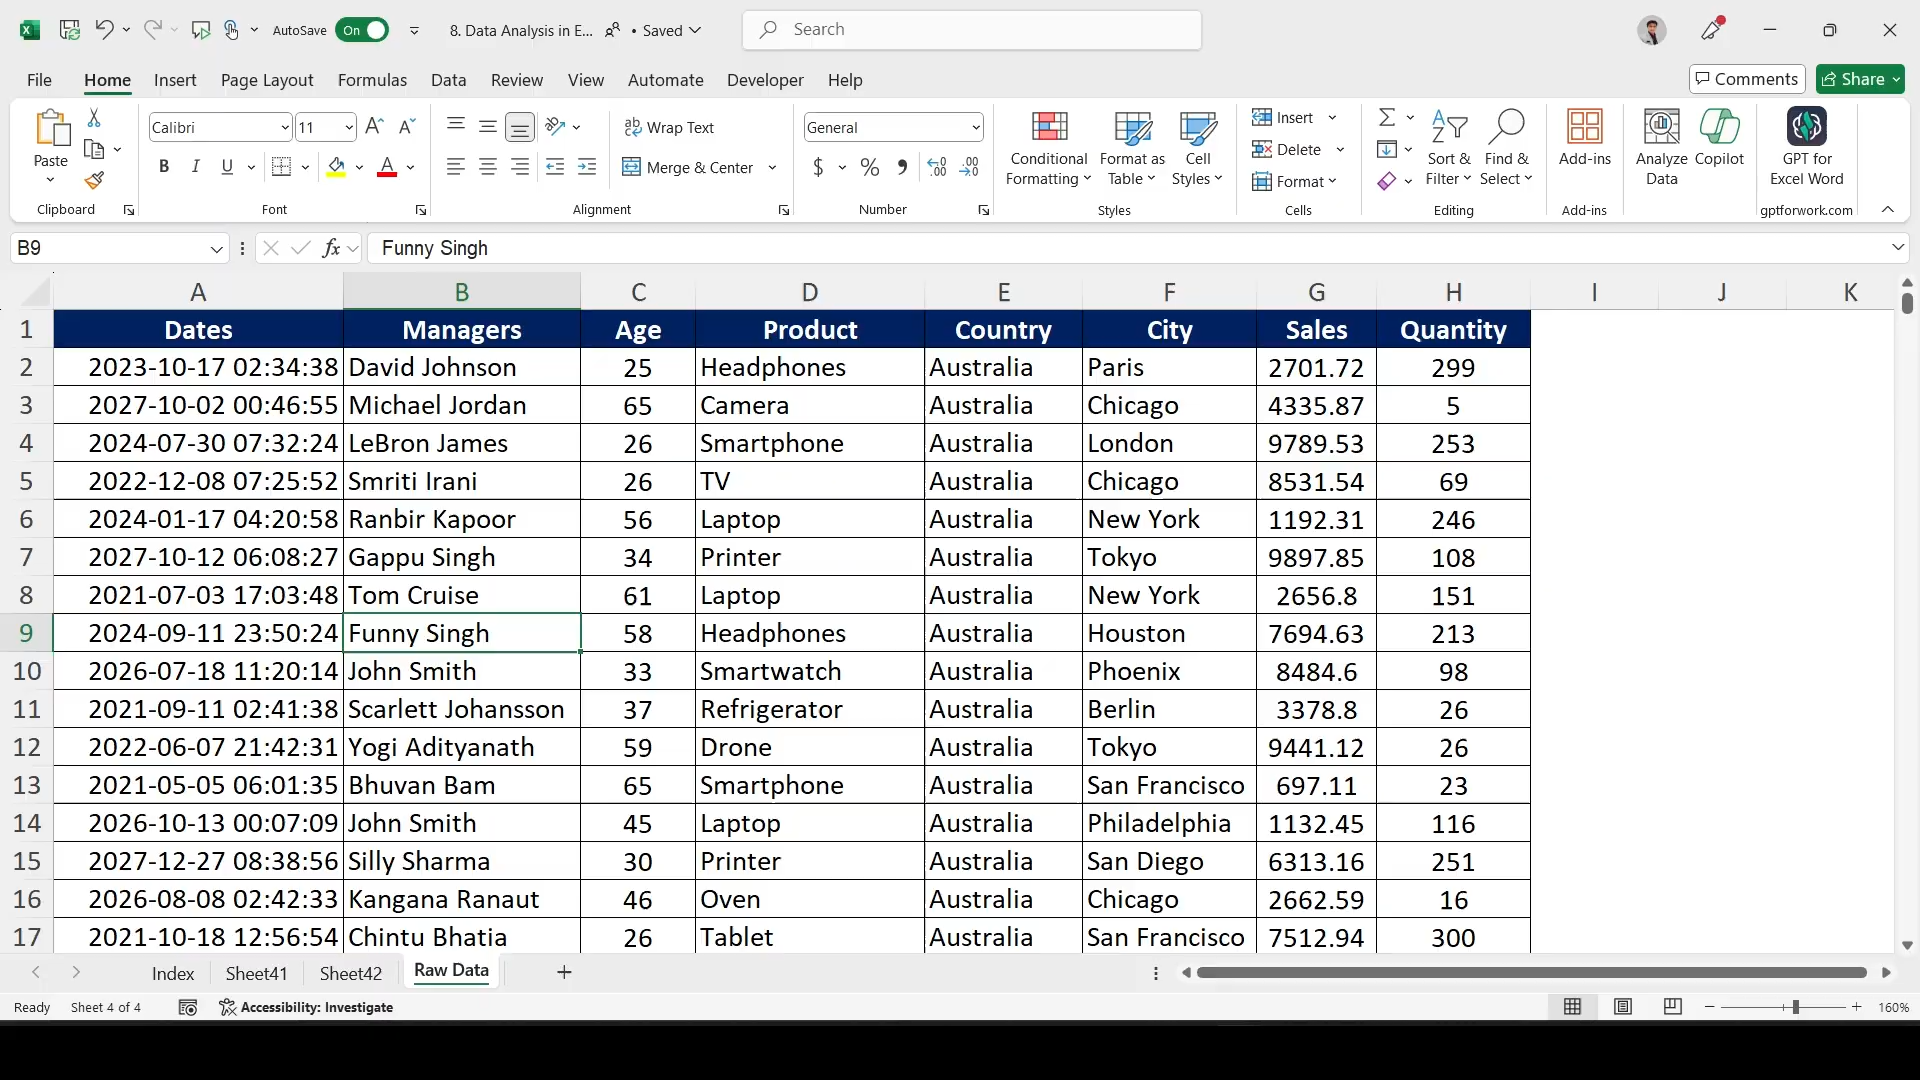 AutoSave On 8. Data Analysis in E... • Saved Search
File Home Insert Page Layout Formulas Data Review View Automate Developer Help Comments Share
Paste
Clipboard
Calibri 11
B I U A
Font
Wrap Text
Merge & Center
Alignment
General
$ % 9 .00
Number
Conditional Formatting
Format as Table
Cell Styles
Styles
Insert
Delete
Format
Cells
Sort & Filter
Find & Select
Editing
Add-ins
Add-ins
Analyze Data
Copilot
GPT for Excel Word
gptforwork.com
B9 fx Funny Singh
A B C D E F G H I J K
1 Dates Managers Age Product Country City Sales Quantity
2 2023-10-17 02:34:38 David Johnson 25 Headphones Australia Paris 2701.72 299
3 2027-10-02 00:46:55 Michael Jordan 65 Camera Australia Chicago 4335.87 5
4 2024-07-30 07:32:24 LeBron James 26 Smartphone Australia London 9789.53 253
5 2022-12-08 07:25:52 Smriti Irani 26 TV Australia Chicago 8531.54 69
6 2024-01-17 04:20:58 Ranbir Kapoor 56 Laptop Australia New York 1192.31 246
7 2027-10-12 06:08:27 Gappu Singh 34 Printer Australia Tokyo 9897.85 108
8 2021-07-03 17:03:48 Tom Cruise 61 Laptop Australia New York 2656.8 151
9 2024-09-11 23:50:24 Funny Singh 58 Headphones Australia Houston 7694.63 213
10 2026-07-18 11:20:14 John Smith 33 Smartwatch Australia Phoenix 8484.6 98
11 2021-09-11 02:41:38 Scarlett Johansson 37 Refrigerator Australia Berlin 3378.8 26
12 2022-06-07 21:42:31 Yogi Adityanath 59 Drone Australia Tokyo 9441.12 26
13 2021-05-05 06:01:35 Bhuvan Bam 65 Smartphone Australia San Francisco 697.11 23
14 2026-10-13 00:07:09 John Smith 45 Laptop Australia Philadelphia 1132.45 116
15 2027-12-27 08:38:56 Silly Sharma 30 Printer Australia San Diego 6313.16 251
16 2026-08-08 02:42:33 Kangana Ranaut 46 Oven Australia Chicago 2662.59 16
17 2021-10-18 12:56:54 Chintu Bhatia 26 Tablet Australia San Francisco 7512.94 300
Index Sheet41 Sheet42 Raw Data
Ready Sheet 4 of 4 Accessibility: Investigate 160%